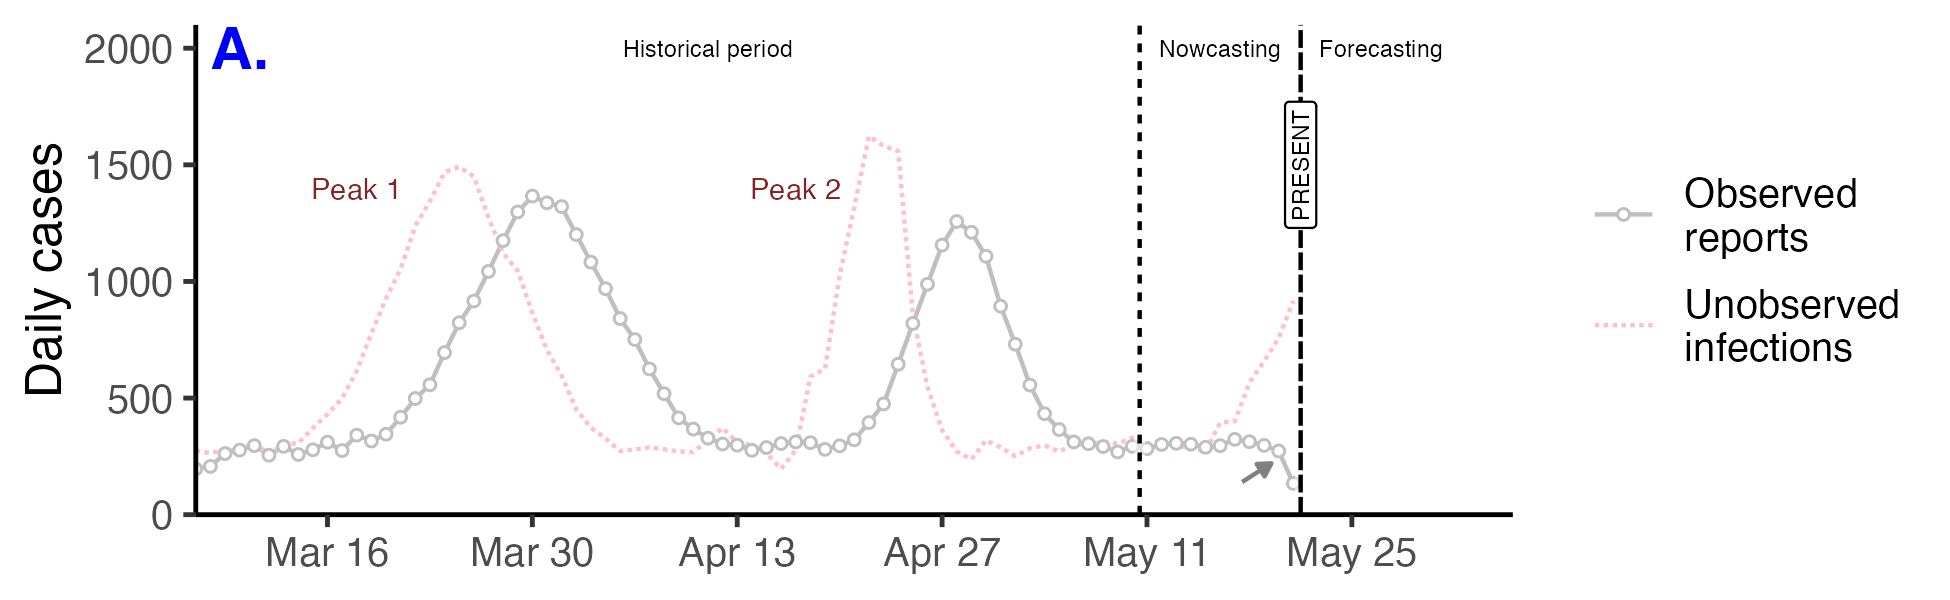 A.
Historical period
Nowcasting
Forecasting
2000
1500
1000
500
0
Daily cases
Peak 1
Peak 2
PRESENT
Observed
reports
Unobserved
infections
Mar 16
Mar 30
Apr 13
Apr 27
May 11
May 25